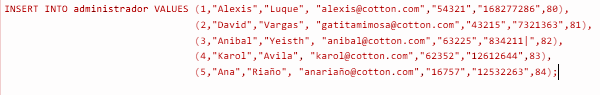 INSERT INTO administrador VALUES (1,"Alexis","Luque", "alexis@cotton.com","54321","168277286",80),
(2,"David","Vargas", "gatitamimosa@cotton.com","43215","7321363",81),
(3,"Anibal","Yeisth", "anibal@cotton.com","63225","834211|",82),
(4,"Karol","Avila", "karol@cotton.com","62352","12612644",83),
(5,"Ana","Riaño", "anariaño@cotton.com","16757","12532263",84);